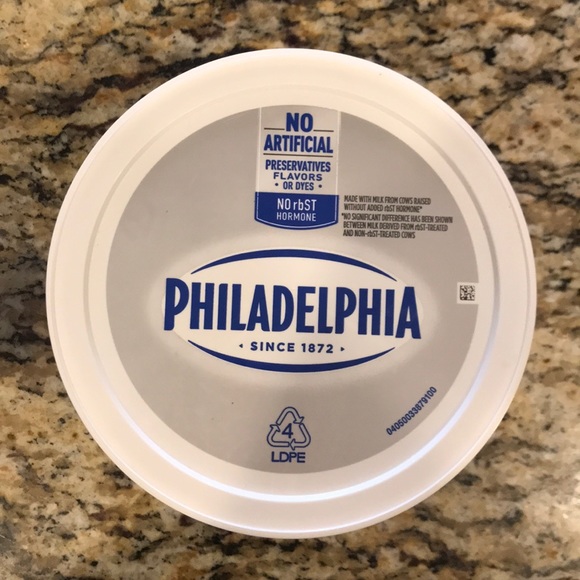 NO
ARTIFICIAL
PRESERVATIVES
FLAVORS
• OR DYES •
NO rbST
HORMONE
MADE WITH MILK FROM COWS RAISED
WITHOUT ADDED rbST HORMONE*
*NO SIGNIFICANT DIFFERENCE HAS BEEN SHOWN
BETWEEN MILK DERIVED FROM rbST-TREATED
AND NON-rbST-TREATED COWS
PHILADELPHIA
SINCE 1872
04050033879100
4
LDPE